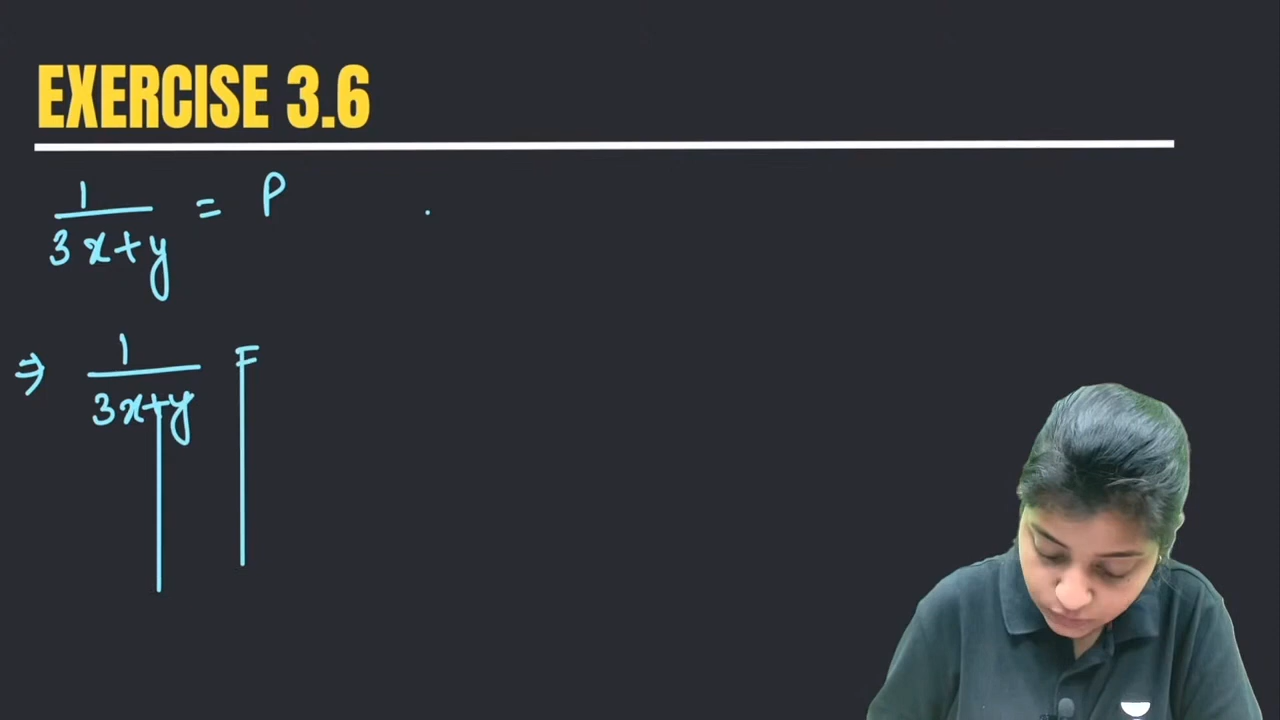 EXERCISE 3.6
1/(3x+y) = P
⇒ 1/(3x+y) =